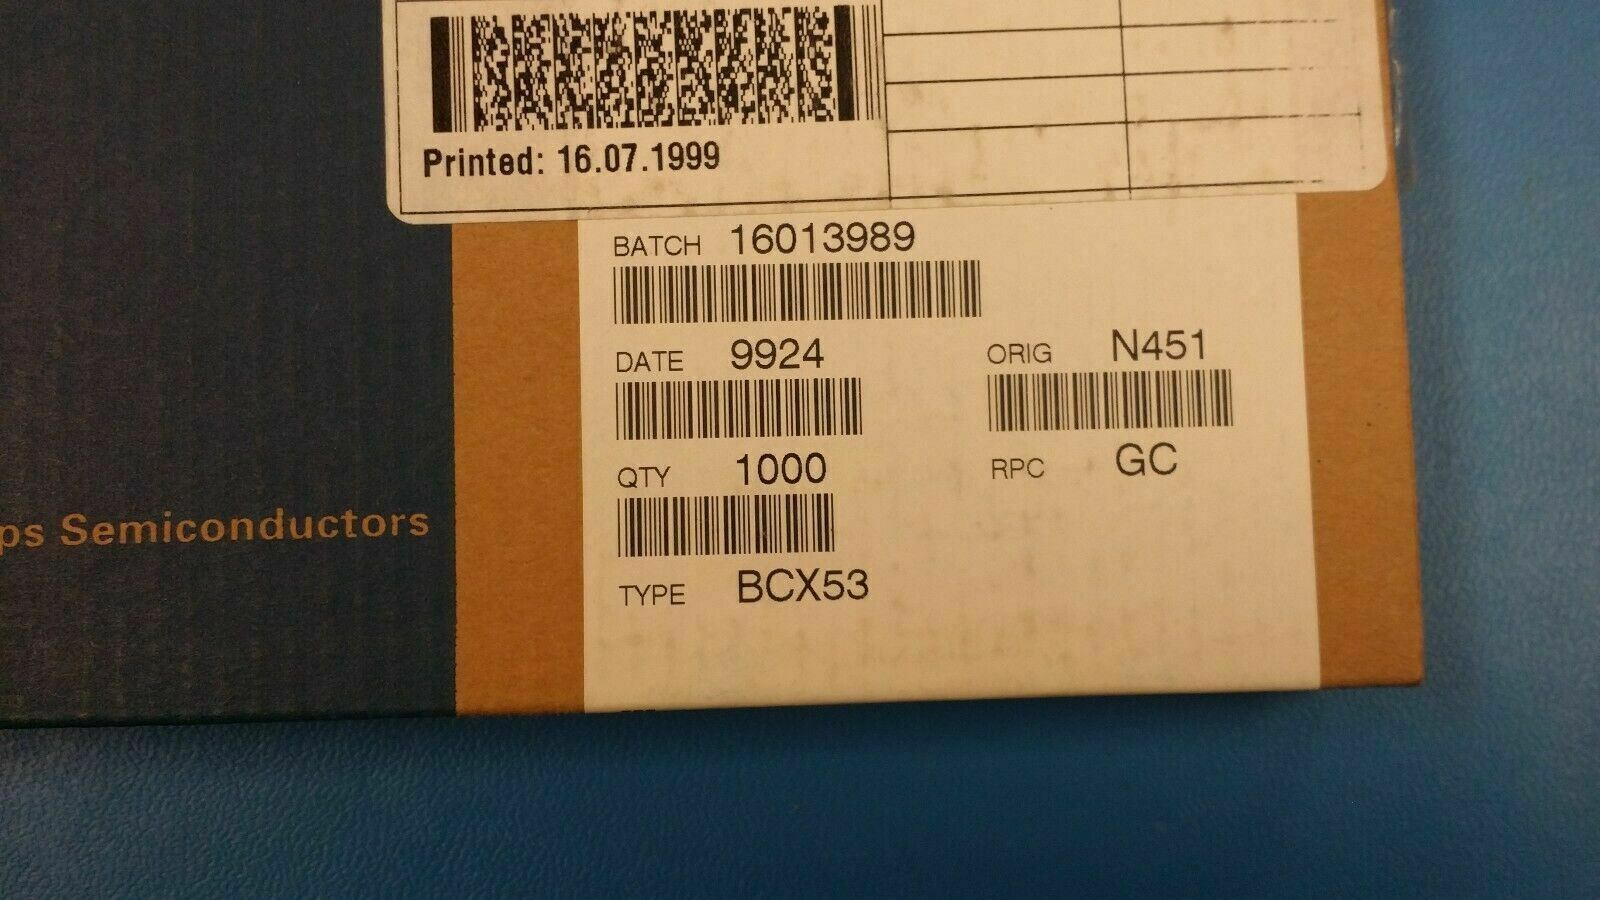 Printed: 16.07.1999
BATCH 16013989
DATE 9924
ORIG N451
QTY 1000
RPC GC
TYPE BCX53
ps Semiconductors